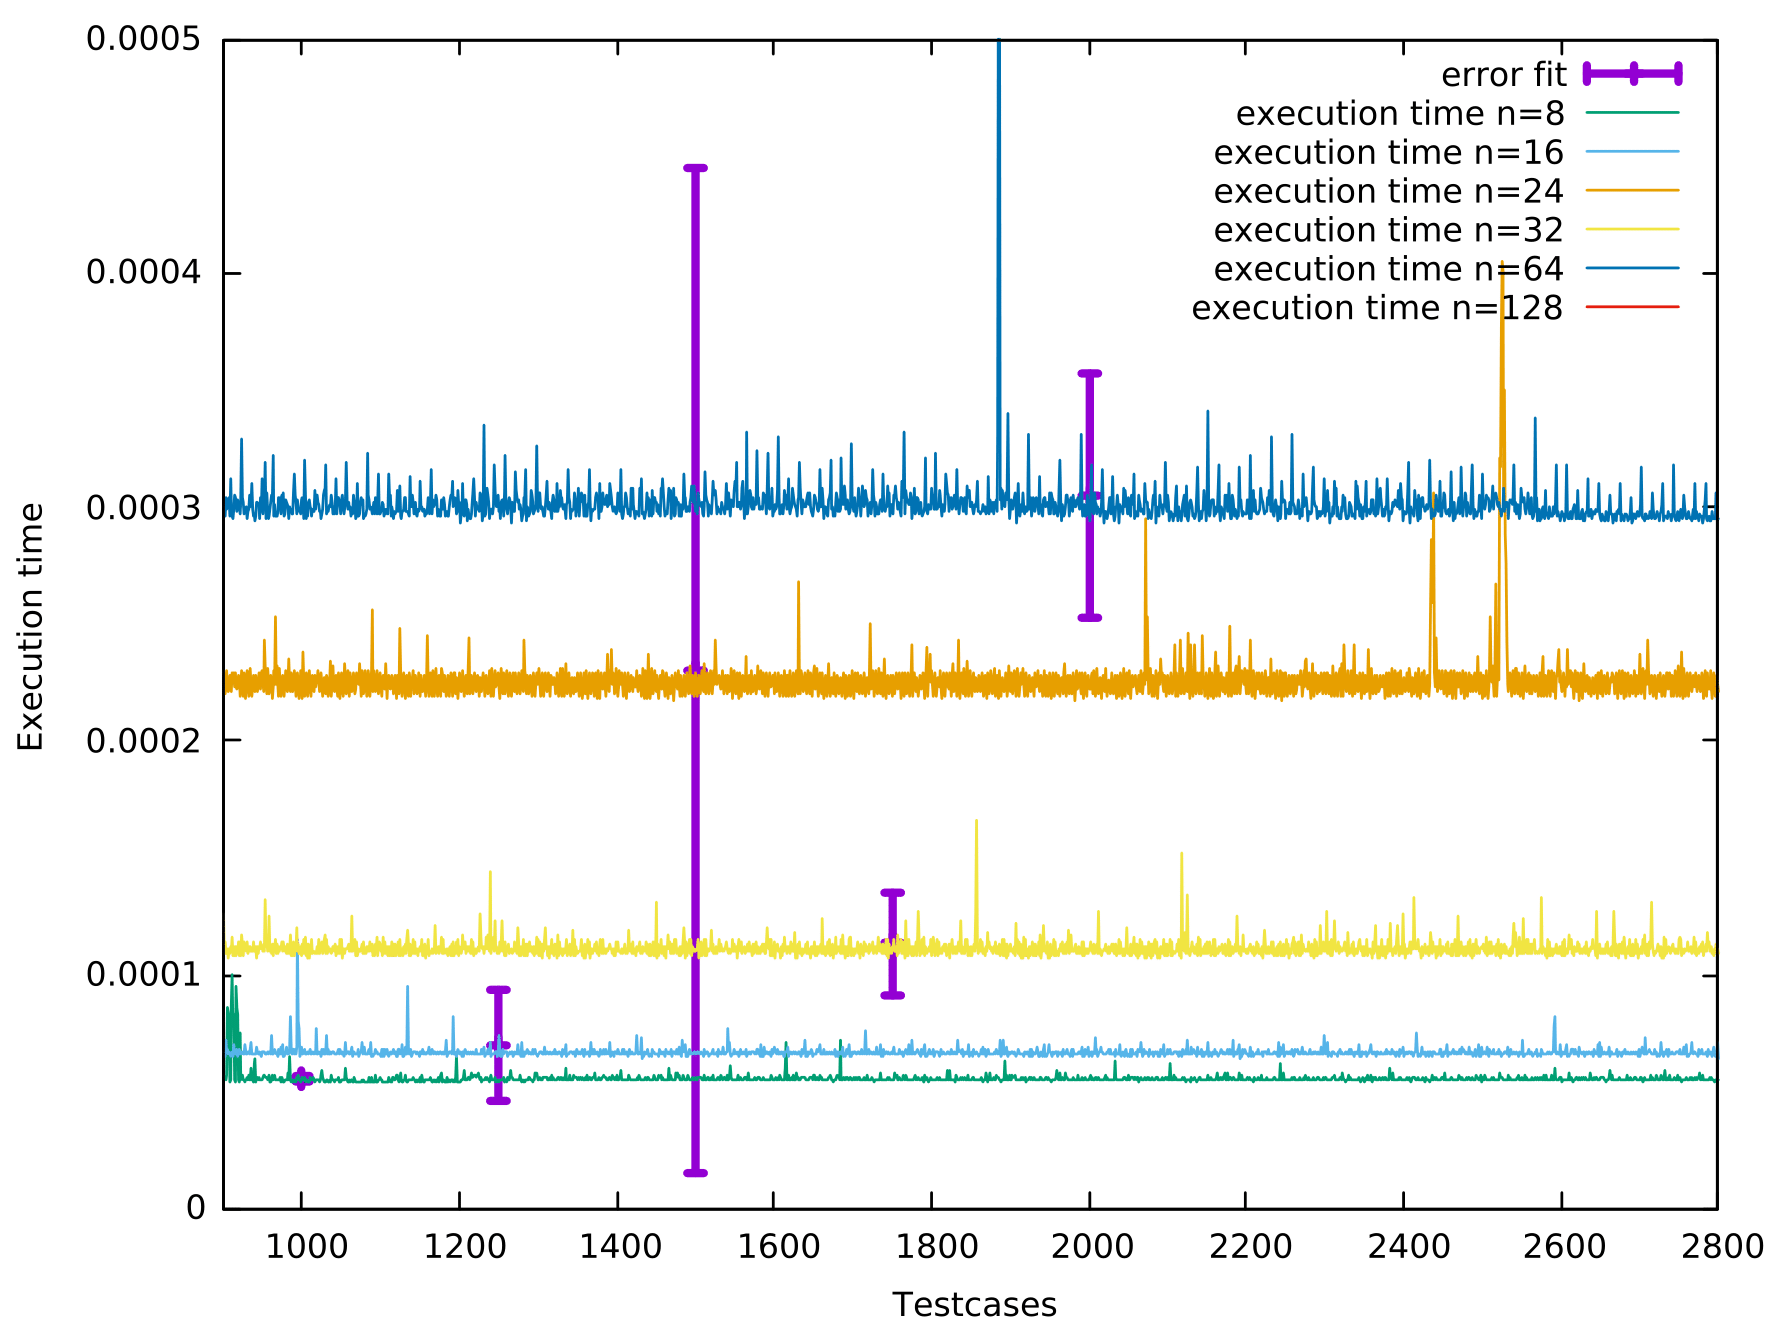 0.0005
0.0004
0.0003
0.0002
0.0001
0
Execution time
error fit
execution time n=8
execution time n=16
execution time n=24
execution time n=32
execution time n=64
execution time n=128
1000 1200 1400 1600 1800 2000 2200 2400 2600 2800
Testcases